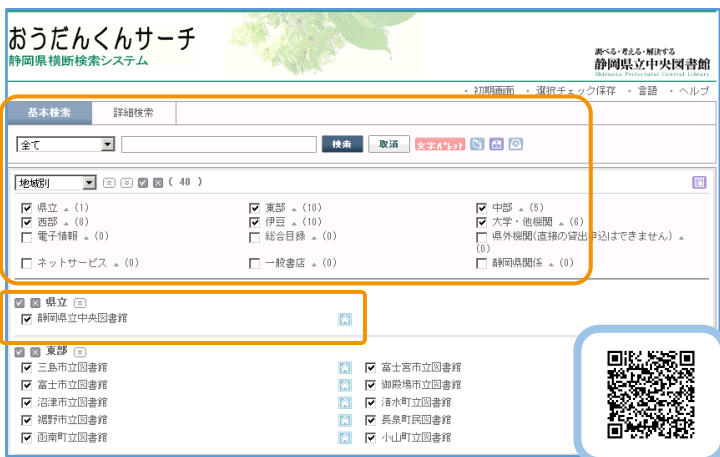 おうだんくんサーチ
静岡県横断検索システム
調べる・考える・解決する
静岡県立中央図書館
Shizuoka Prefectural Central Library
・初期画面 ・選択チェック保存 ・言語 ・ヘルプ
基本検索 詳細検索
全て 検索 取消 文字パレット
地域別 ( 40 )
県立 (1) 東部 (10) 中部 (5)
西部 (8) 伊豆 (10) 大学・他機関 (6)
電子情報 (0) 総合目録 (0) 県外機関(直接の貸出申込はできません)
(0)
ネットサービス (0) 一般書店 (0) 静岡県関係 (0)
県立
静岡県立中央図書館
東部
三島市立図書館 富士宮市立図書館
富士市立図書館 御殿場市立図書館
沼津市立図書館 清水町立図書館
裾野市立図書館 長泉町民図書館
函南町立図書館 小山町立図書館